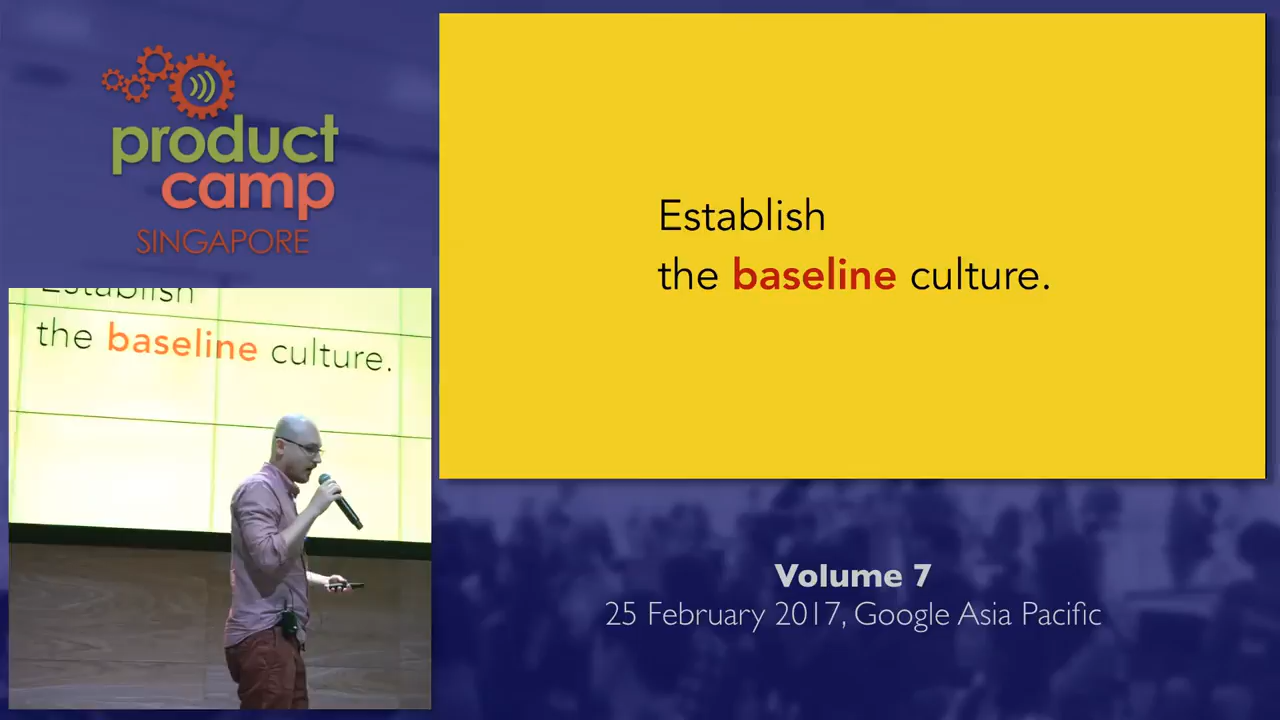 product
camp
SINGAPORE
Establish
the baseline culture.
Establish
the baseline culture.
Volume 7
25 February 2017, Google Asia Pacific